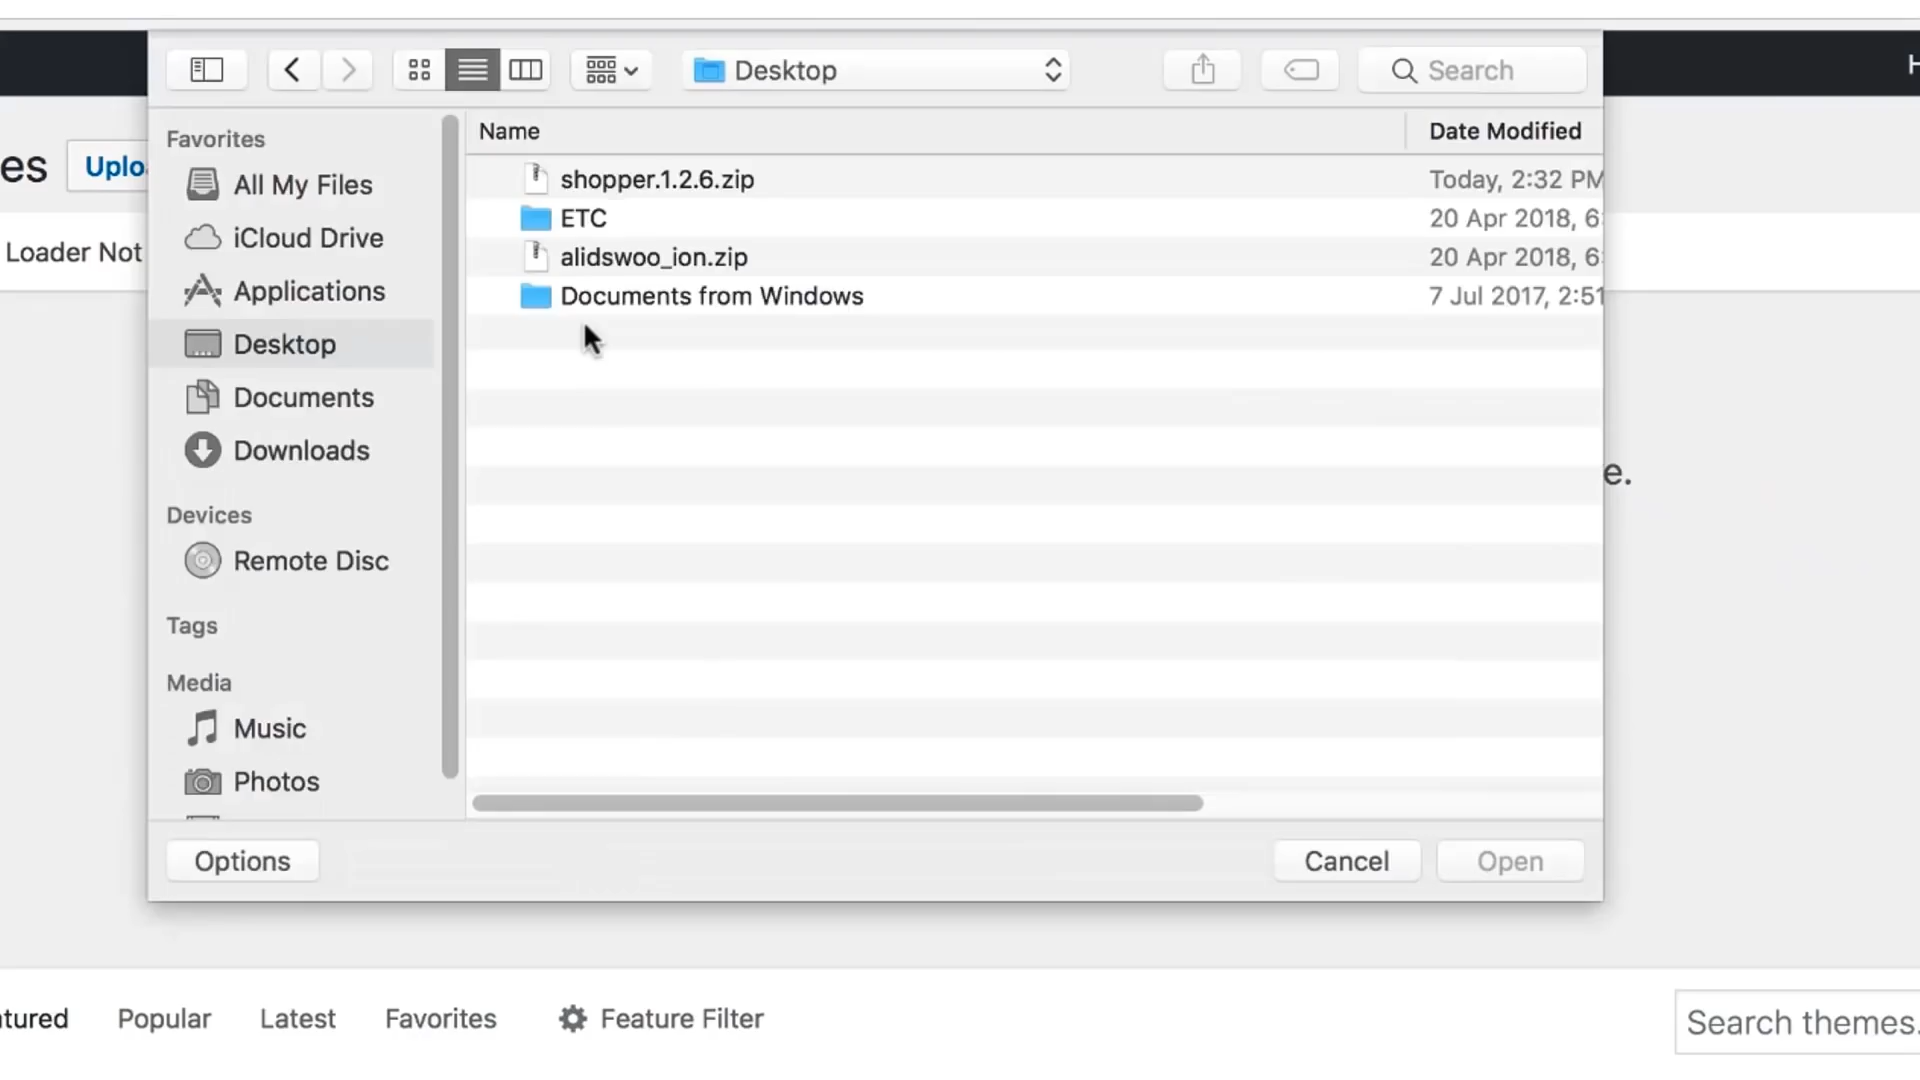 H
Desktop
Search
es
Uplo
Loader Not
Favorites
All My Files
iCloud Drive
Applications
Desktop
Documents
Downloads
Devices
Remote Disc
Tags
Media
Music
Photos
Name
Date Modified
shopper.1.2.6.zip
Today, 2:32 PM
ETC
20 Apr 2018, 6:
alidswoo_ion.zip
20 Apr 2018, 6:
Documents from Windows
7 Jul 2017, 2:51
e.
Options
Cancel
Open
tured
Popular
Latest
Favorites
Feature Filter
Search themes.